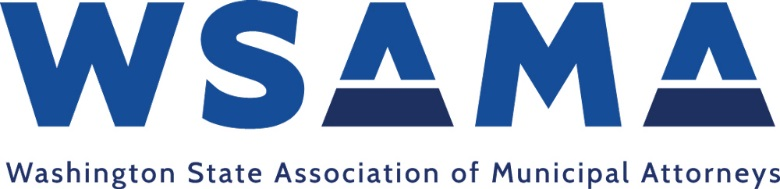 WSAMA
Washington State Association of Municipal Attorneys